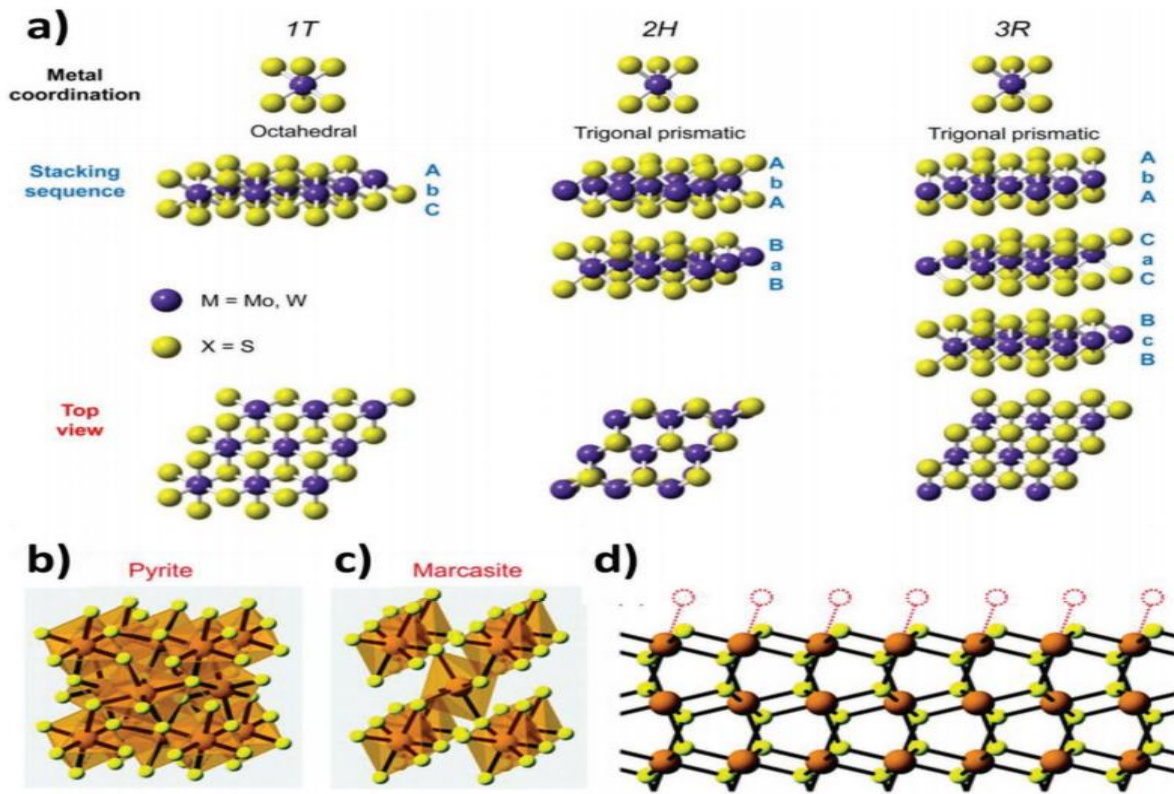 a)
1T 2H 3R
Metal
coordination
Octahedral Trigonal prismatic Trigonal prismatic
Stacking
sequence
A
b
C
A
b
A
B
a
B
A
b
A
C
a
C
B
c
B
M = Mo, W
X = S
Top
view
b) Pyrite
c) Marcasite
d)